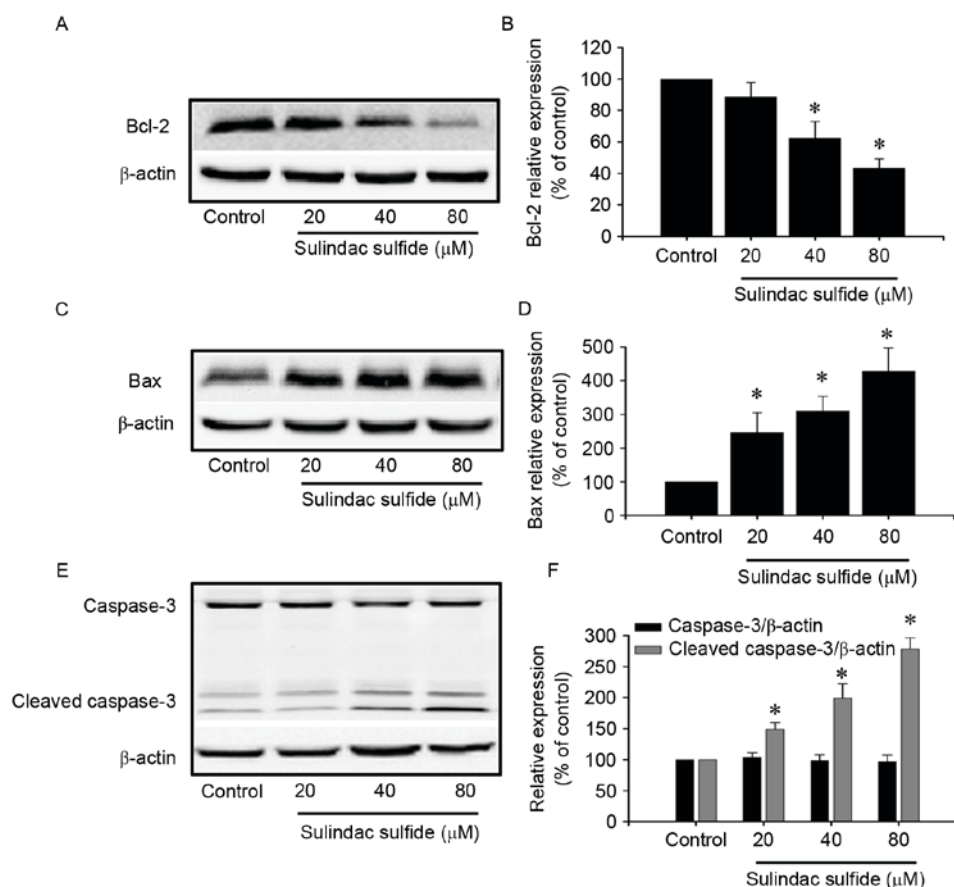 A
Bcl-2
β-actin
Control 20 40 80
Sulindac sulfide (μM)
B
Bcl-2 relative expression
(% of control)
120
100
80
60
40
20
0
*
*
Control 20 40 80
Sulindac sulfide (μM)
C
Bax
β-actin
Control 20 40 80
Sulindac sulfide (μM)
D
Bax relative expression
(% of control)
500
400
300
200
100
0
*
*
*
Control 20 40 80
Sulindac sulfide (μM)
E
Caspase-3
Cleaved caspase-3
β-actin
Control 20 40 80
Sulindac sulfide (μM)
F
Relative expression
(% of control)
Caspase-3/β-actin
Cleaved caspase-3/β-actin
300
250
200
150
100
50
0
*
*
*
Control 20 40 80
Sulindac sulfide (μM)